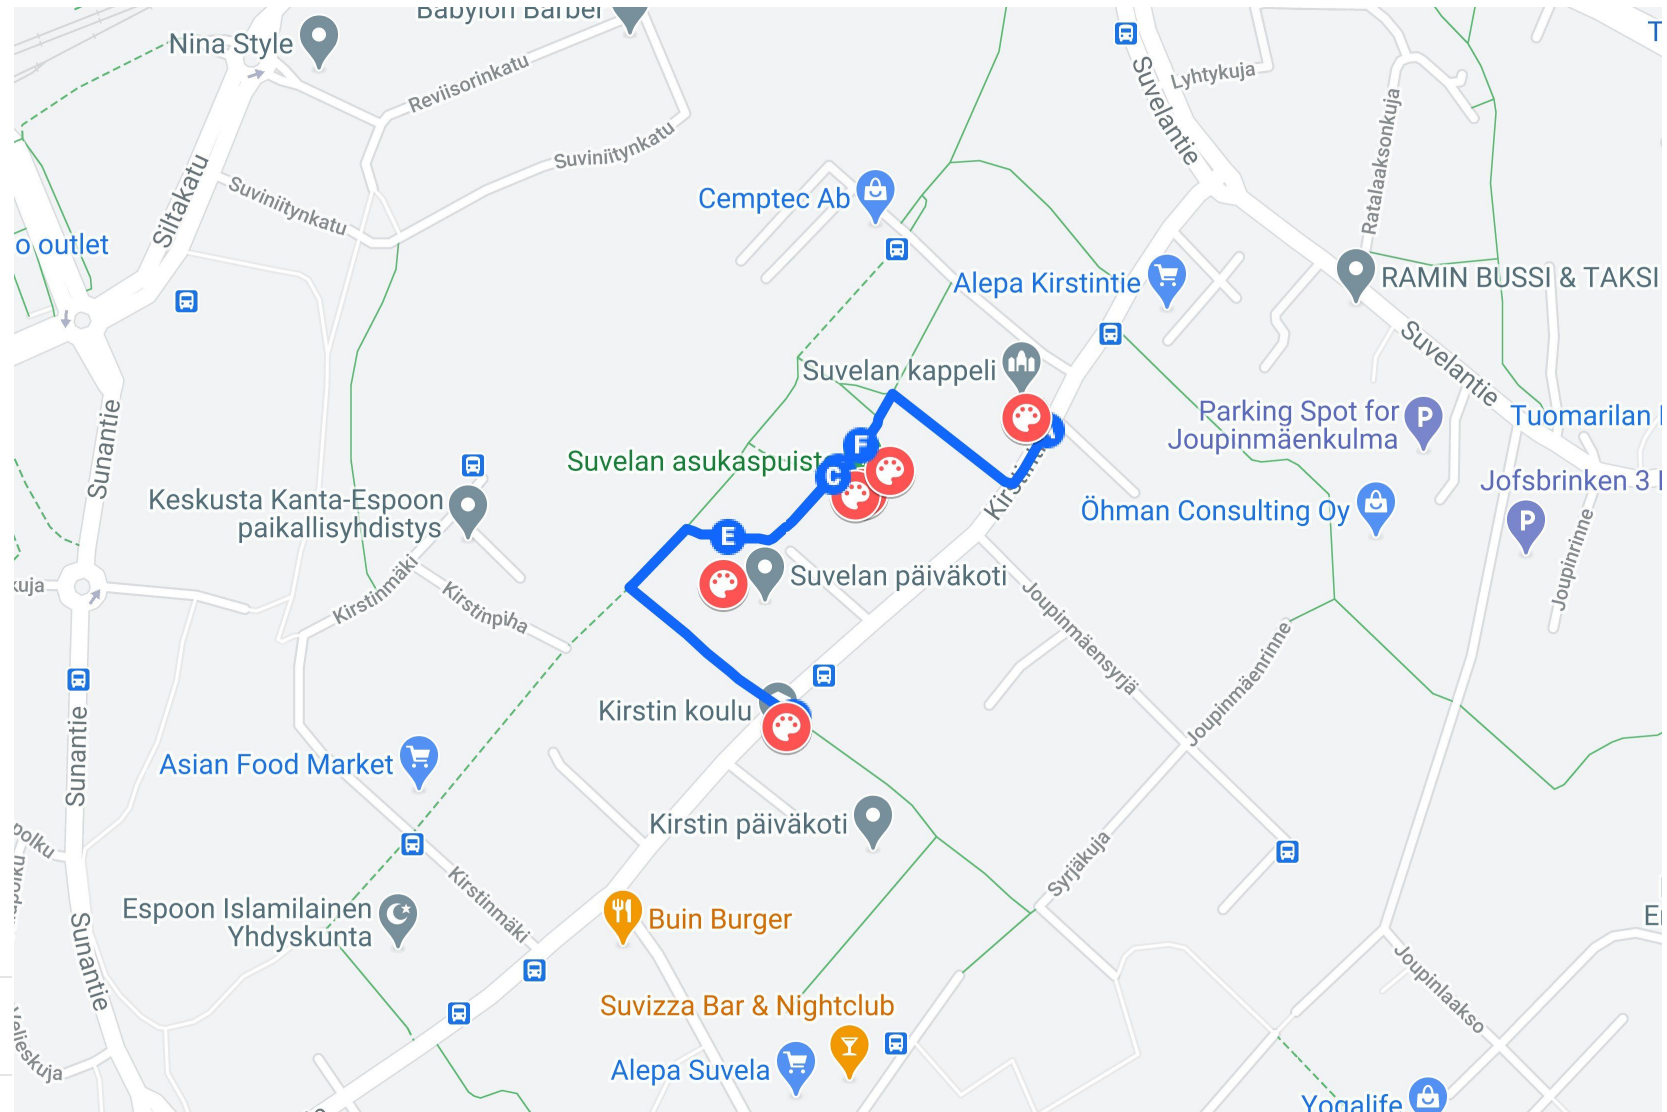 Babylon Barber
Nina Style
Reviisorinkatu
Suviniitynkatu
Suviniitynkatu
Siltakatu
o outlet
Suvelantie
Lyhtykuja
Ratalaaksonkuja
Cemptec Ab
Alepa Kirstintie
RAMIN BUSSI & TAKSI
Suvelantie
Suvelan kappeli
Parking Spot for
Joupinmäenkulma
Tuomarilan
Sunantie
Suvelan asukaspuist
C
F
E
Keskusta Kanta-Espoon
paikallisyhdistys
Jofsbrinken 3
P
P
Öhman Consulting Oy
Joupinrinne
kuja
Kirstinmäki
Kirstinpiha
Suvelan päiväkoti
Joupinmäensyrjä
Joupinmäenrinne
Kirstin koulu
Sunantie
Asian Food Market
polku
Kirstin päiväkoti
Syrjäkuja
Kirstinmäki
Espoon Islamilainen
Yhdyskunta
Buin Burger
Sunantie
Joupinlaakso
Suvizza Bar & Nightclub
Alepa Suvela
Yogalife